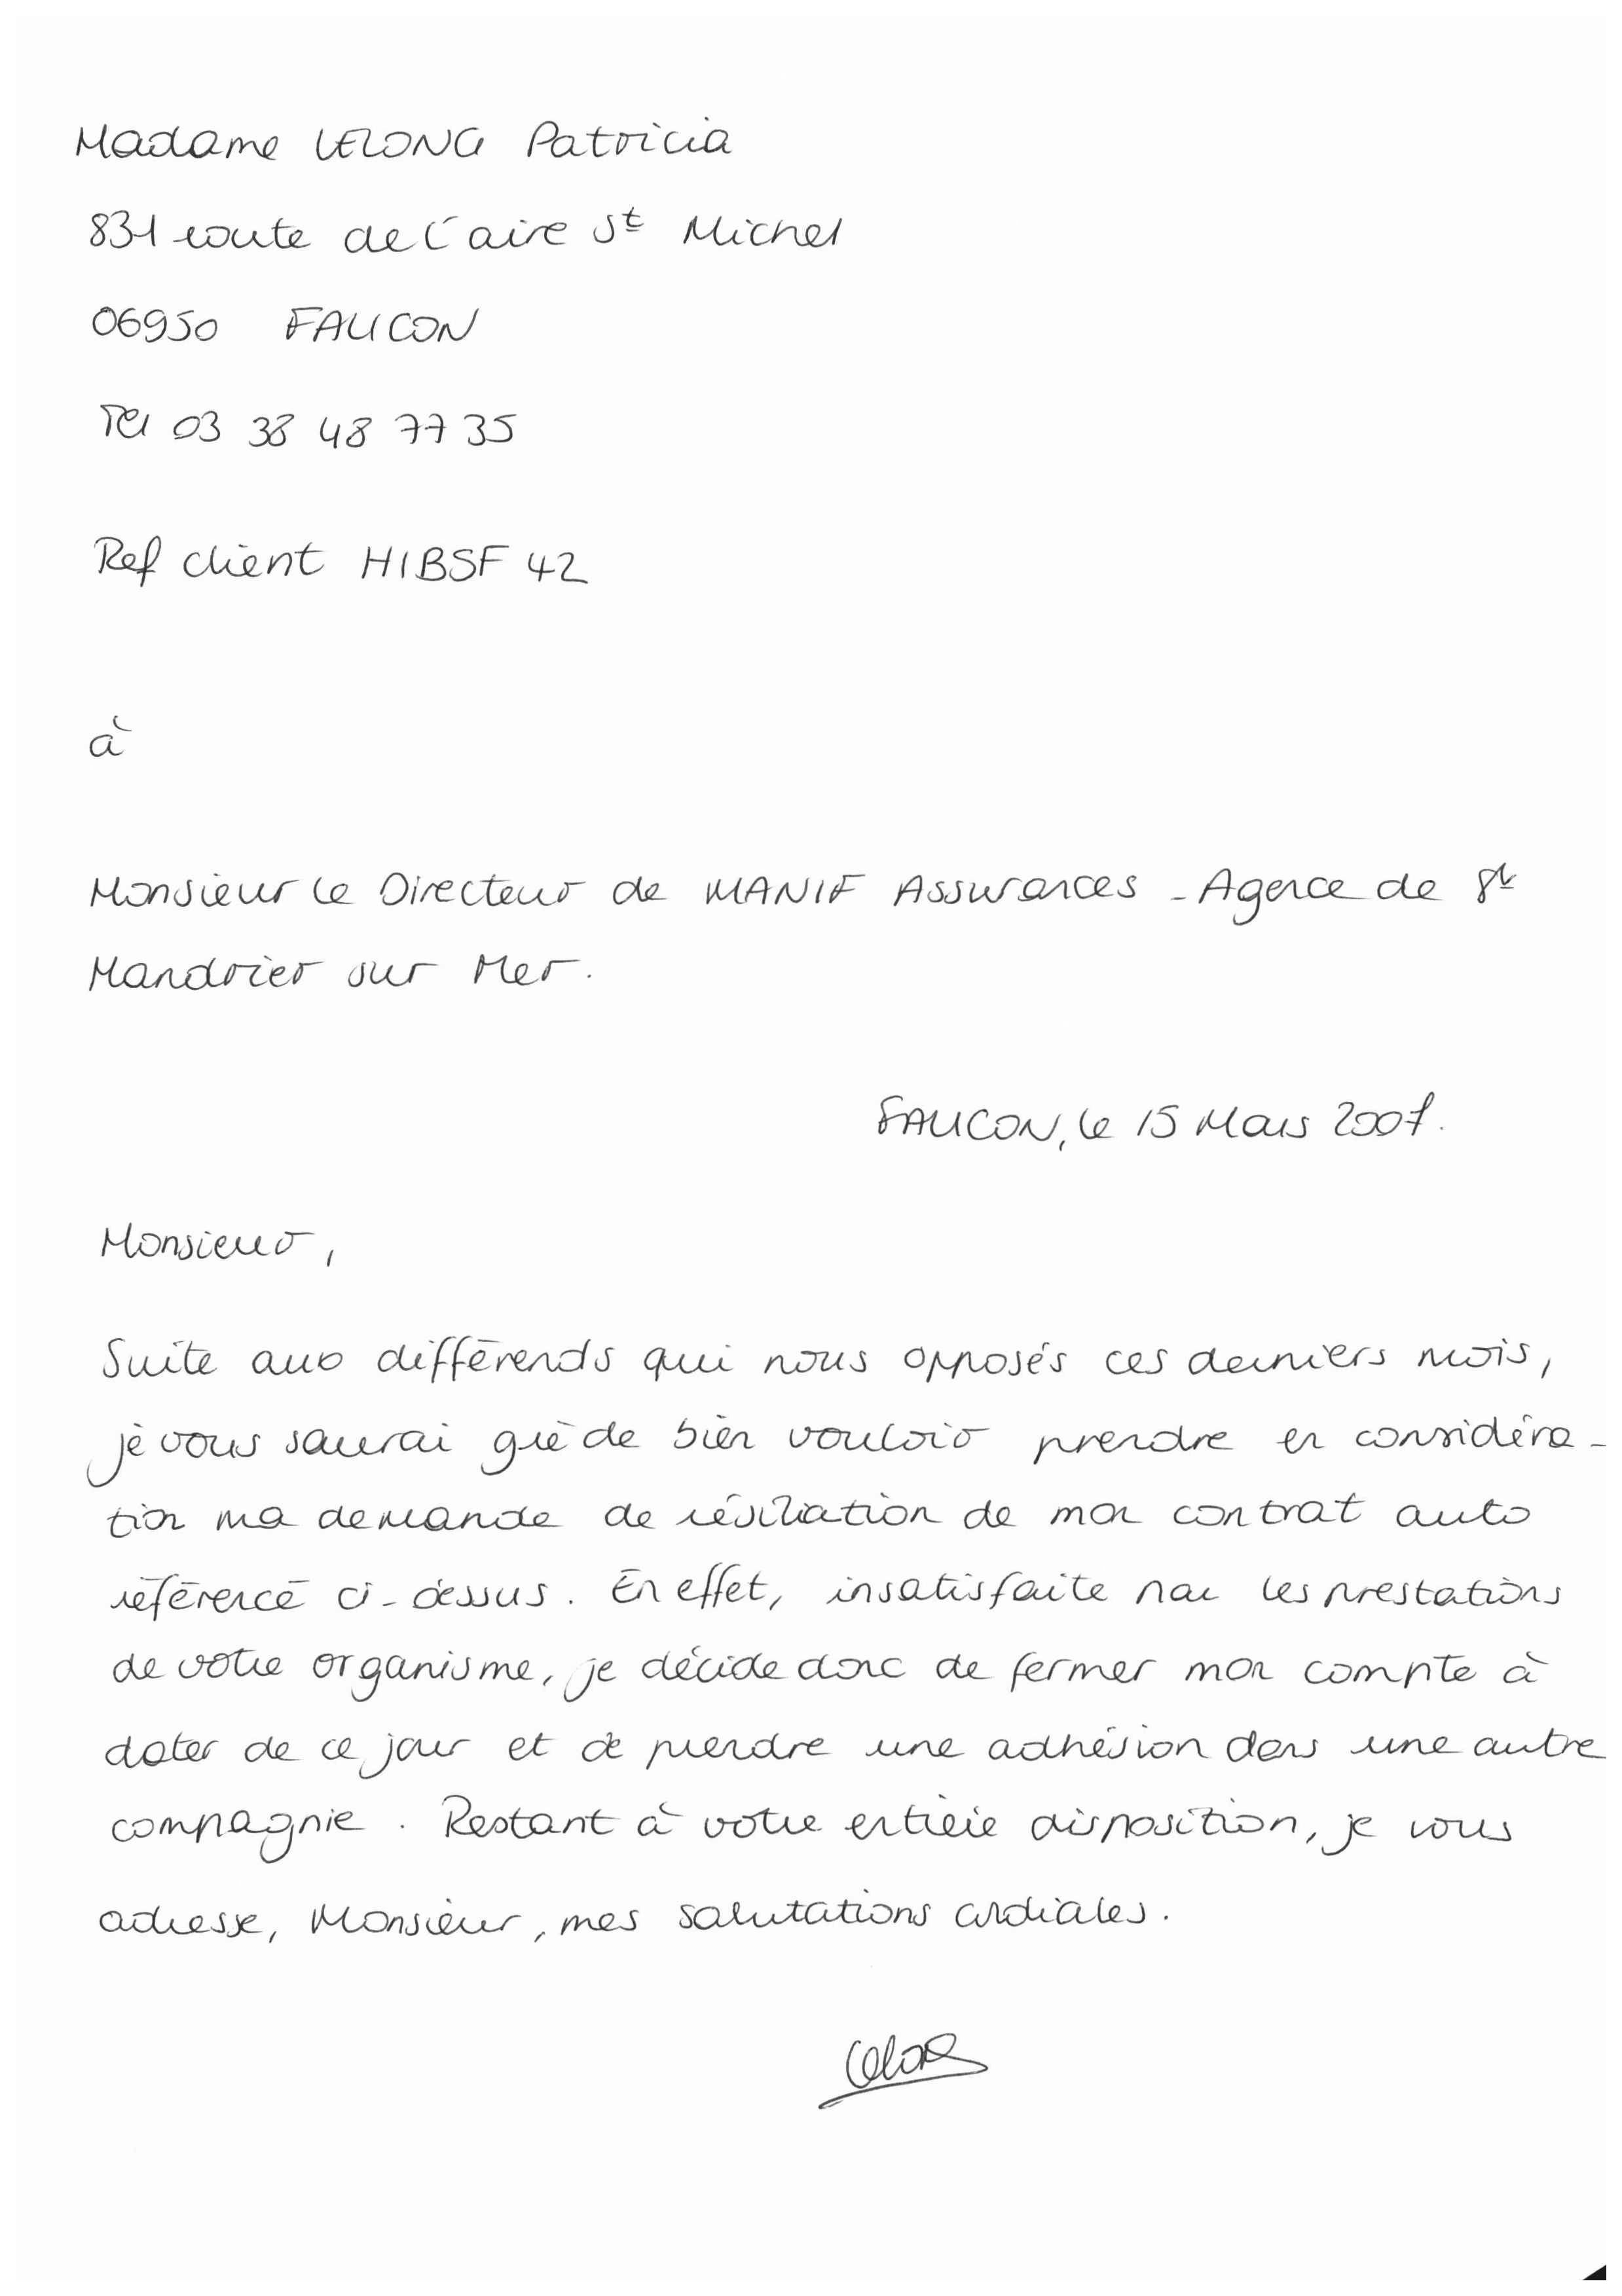 Madame LELONG Patricia
831 route de l'aire St Michel
06950 FAUCON
Tel 03 38 48 77 35
Ref client HIBSF 42
à
Monsieur le Directeur de MANIF Assurances - Agence de St
Mandrier sur Mer.
FAUCON, le 15 Mars 2007.
Monsieur,
Suite aux différends qui nous opposés ces derniers mois,
je vous saurai gré de bien vouloir prendre en considéra-
tion ma demande de résiliation de mon contrat auto
référencé ci-dessus. En effet, insatisfaite par les prestations
de votre organisme, je décide donc de fermer mon compte à
dater de ce jour et de prendre une adhésion dans une autre
compagnie. Restant à votre entière disposition, je vous
adresse, Monsieur, mes salutations cordiales.